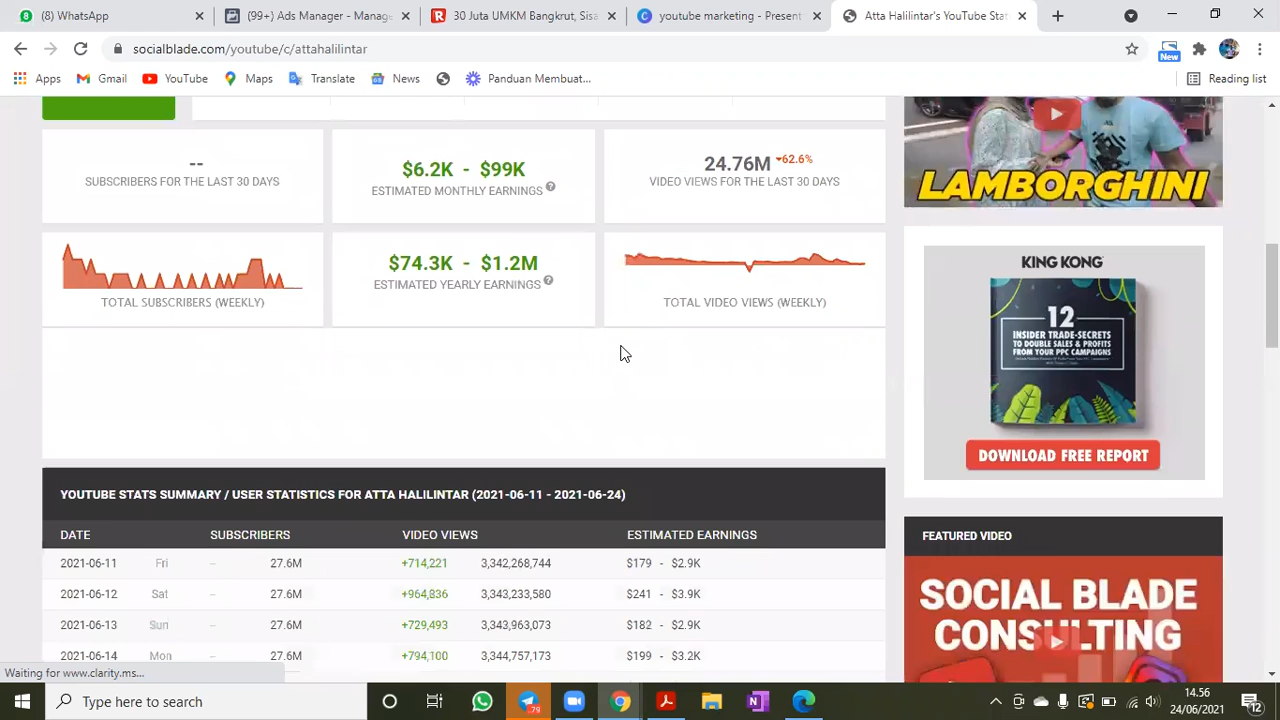 (1) WhatsApp
(99+) Ads Manager - Manage
30 Juta UMKM Bangkrut, Sisa
youtube marketing - Present
Atta Halilintar's YouTube Stat
socialblade.com/youtube/c/attahalilintar
New
Apps
Gmail
YouTube
Maps
Translate
News
Panduan Membuat...
Reading list
--
SUBSCRIBERS FOR THE LAST 30 DAYS
$6.2K - $99K
ESTIMATED MONTHLY EARNINGS
24.76M 62.6%
VIDEO VIEWS FOR THE LAST 30 DAYS
LAMBORGHINI
TOTAL SUBSCRIBERS (WEEKLY)
$74.3K - $1.2M
ESTIMATED YEARLY EARNINGS
TOTAL VIDEO VIEWS (WEEKLY)
KING KONG
12
INSIDER TRADE-SECRETS
TO DOUBLE SALES & PROFITS
FROM YOUR PPC CAMPAIGNS
DOWNLOAD FREE REPORT
YOUTUBE STATS SUMMARY / USER STATISTICS FOR ATTA HALILINTAR (2021-06-11 - 2021-06-24)
DATE SUBSCRIBERS VIDEO VIEWS ESTIMATED EARNINGS
2021-06-11 Fri -- 27.6M +714,221 3,342,268,744 $179 - $2.9K
2021-06-12 Sat -- 27.6M +964,836 3,343,233,580 $241 - $3.9K
2021-06-13 Sun -- 27.6M +729,493 3,343,963,073 $182 - $2.9K
2021-06-14 Mon -- 27.6M +794,100 3,344,757,173 $199 - $3.2K
FEATURED VIDEO
SOCIAL BLADE
CONSULTING
Waiting for www.clarity.ms...
Type here to search
79
14.56
24/06/2021
12